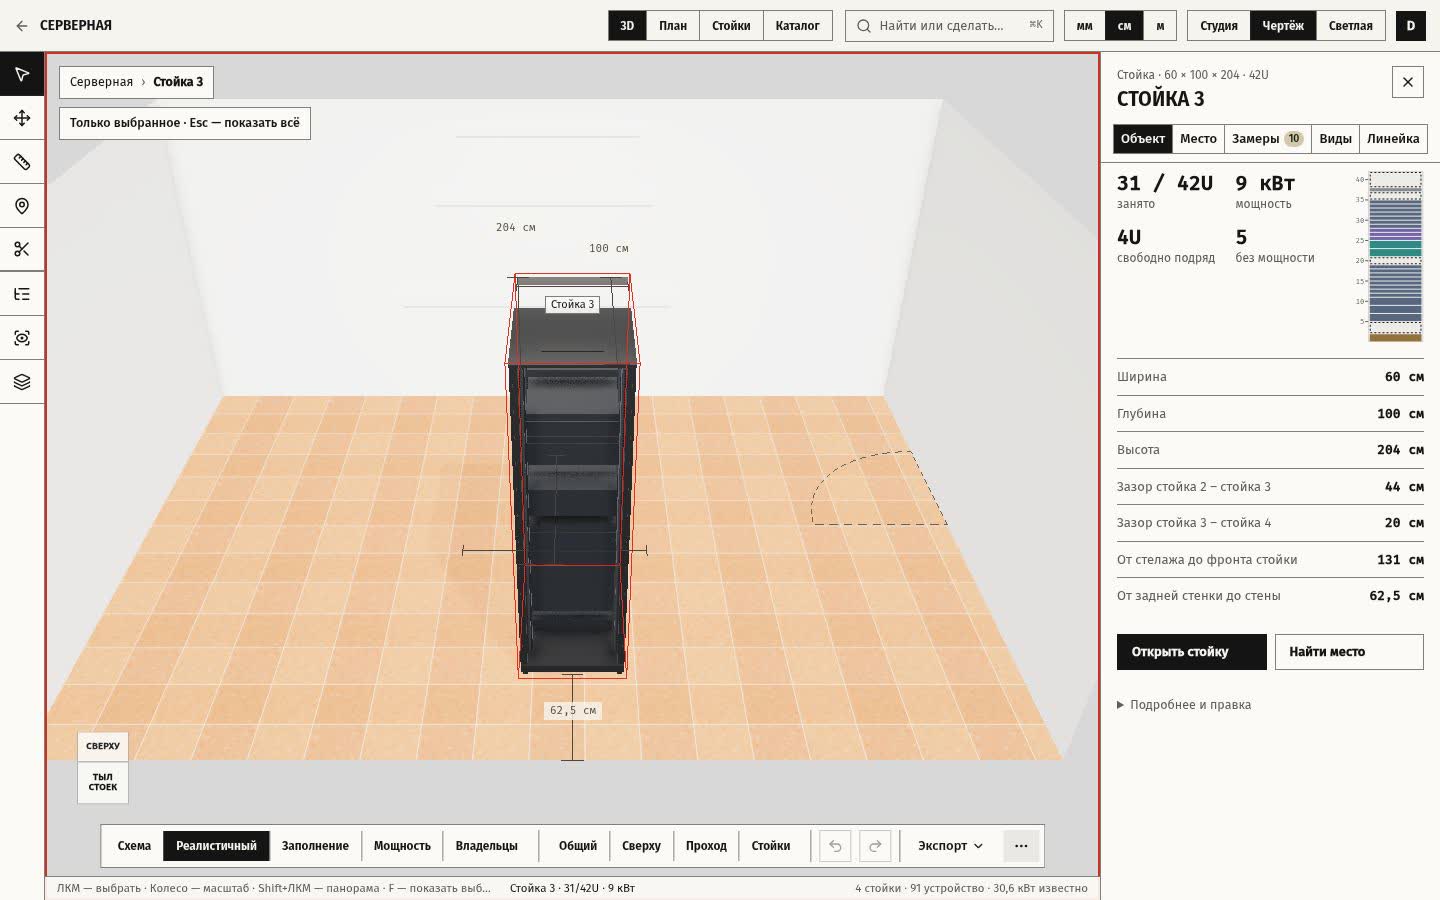 СЕРВЕРНАЯ
3D План Стойки Каталог
Найти или сделать... ⌘K
мм см м
Студия Чертёж Светлая
D
Серверная › Стойка 3
Только выбранное · Esc — показать всё
204 см
100 см
Стойка 3
62,5 см
СВЕРХУ
ТЫЛ
СТОЕК
Схема Реалистичный Заполнение Мощность Владельцы Общий Сверху Проход Стойки Экспорт ...
ЛКМ — выбрать · Колесо — масштаб · Shift+ЛКМ — панорама · F — показать выб...
Стойка 3 · 31/42U · 9 кВт
4 стойки · 91 устройство · 30,6 кВт известно
Стойка · 60 × 100 × 204 · 42U
СТОЙКА 3
Объект Место Замеры 10 Виды Линейка
31 / 42U 9 кВт
занято мощность
4U 5
свободно подряд без мощности
40
35
30
25
20
15
10
5
Ширина 60 см
Глубина 100 см
Высота 204 см
Зазор стойка 2 – стойка 3 44 см
Зазор стойка 3 – стойка 4 20 см
От стелажа до фронта стойки 131 см
От задней стенки до стены 62,5 см
Открыть стойку Найти место
Подробнее и правка